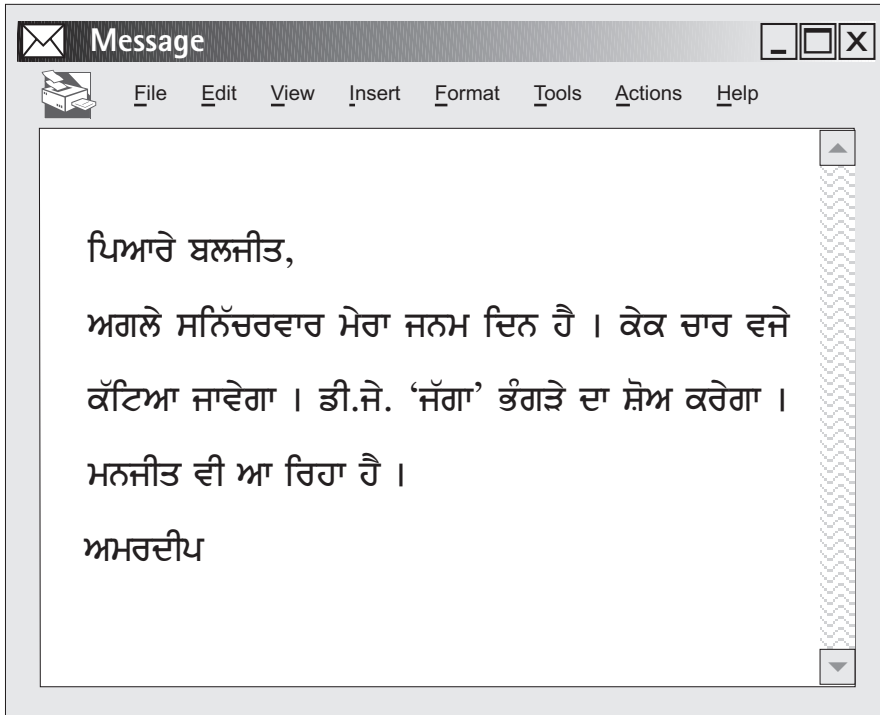 Message
File Edit View Insert Format Tools Actions Help
ਪਿਆਰੇ ਬਲਜੀਤ,
ਅਗਲੇ ਸਨਿੱਚਰਵਾਰ ਮੇਰਾ ਜਨਮ ਦਿਨ ਹੈ । ਕੇਕ ਚਾਰ ਵਜੇ
ਕੱਟਿਆ ਜਾਵੇਗਾ । ਡੀ.ਜੇ. ‘ਜੱਗਾ’ ਭੰਗੜੇ ਦਾ ਸ਼ੋਅ ਕਰੇਗਾ ।
ਮਨਜੀਤ ਵੀ ਆ ਰਿਹਾ ਹੈ ।
ਅਮਰਦੀਪ